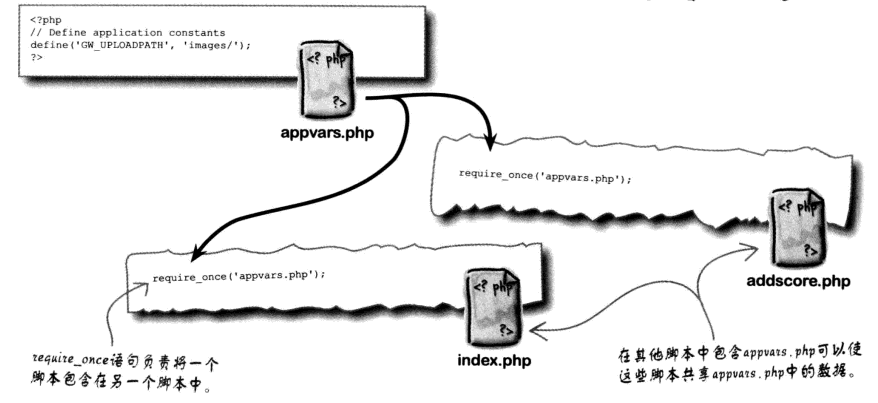 <?php
// Define application constants
define('GW_UPLOADPATH', 'images/');
?>
<? php
?>
appvars.php
require_once('appvars.php');
<? php
?>
addscore.php
require_once('appvars.php');
<? php
?>
index.php
require_once语句负责将一个
脚本包含在另一个脚本中。
在其他脚本中包含appvars.php可以使
这些脚本共享appvars.php中的数据。